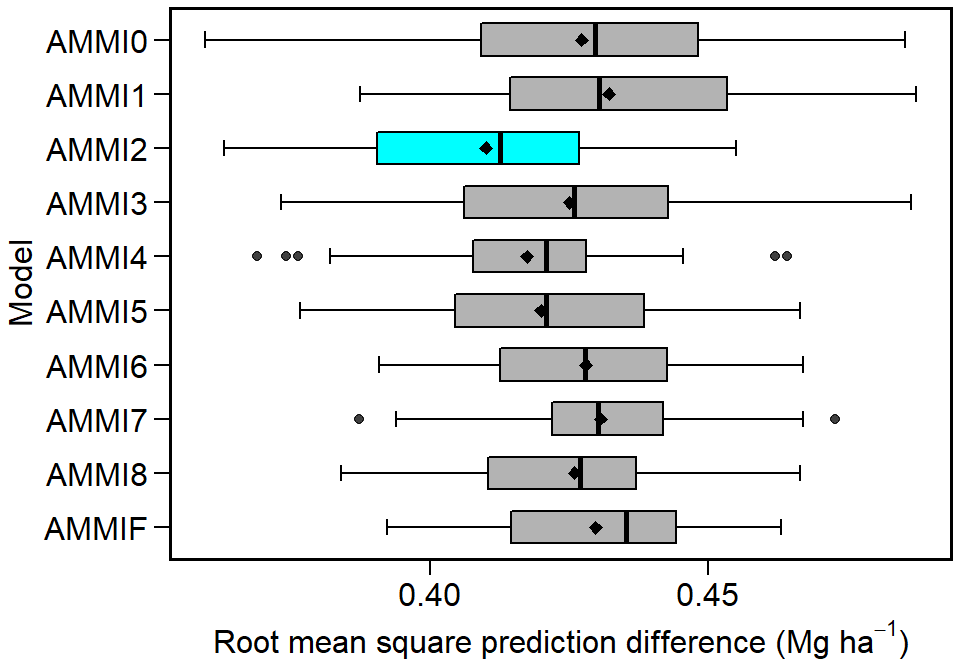 AMMI0
AMMI1
AMMI2
AMMI3
AMMI4
AMMI5
AMMI6
AMMI7
AMMI8
AMMIF
Model
0.40 0.45
Root mean square prediction difference (Mg ha⁻¹)